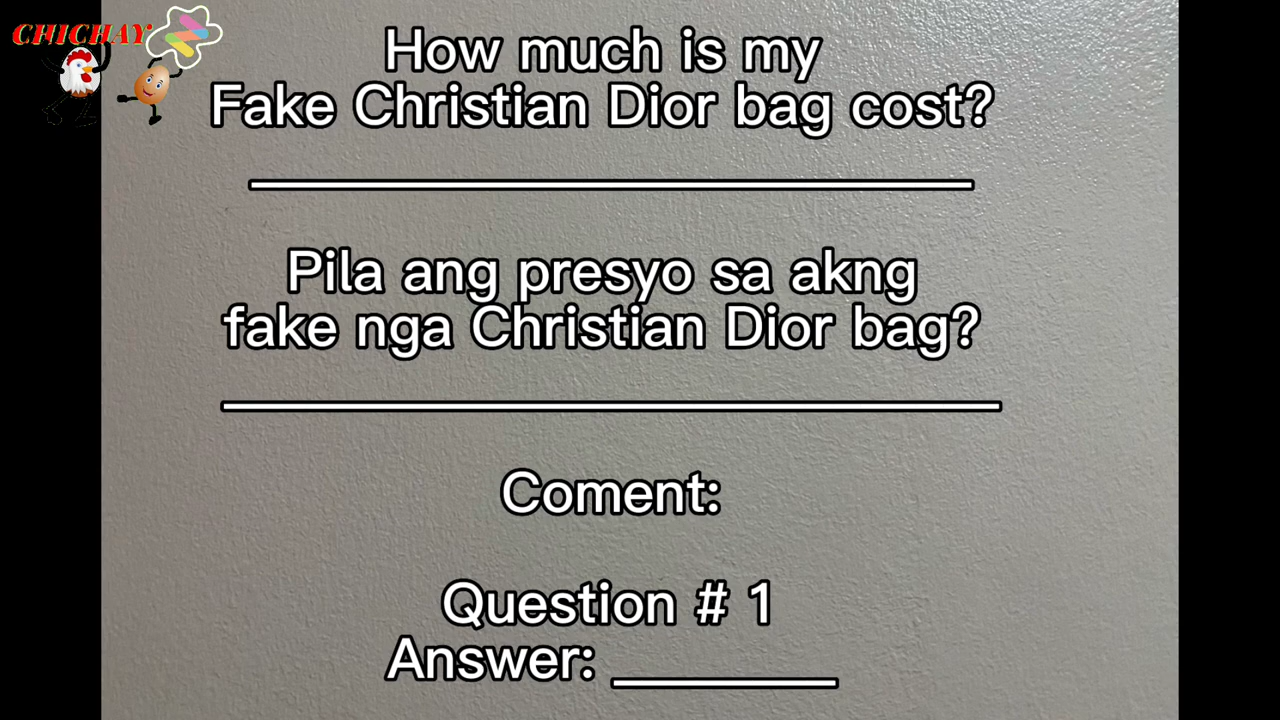 CHICHAY
How much is my
Fake Christian Dior bag cost?
Pila ang presyo sa akng
fake nga Christian Dior bag?
Coment:
Question # 1
Answer: ________